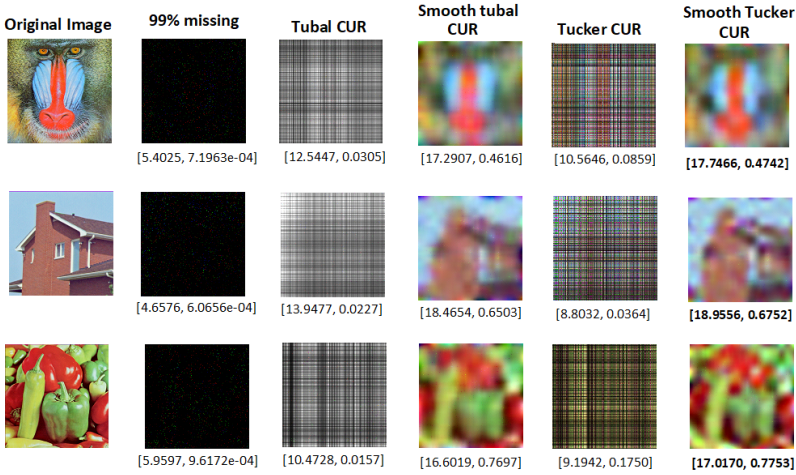 Original Image
99% missing
Tubal CUR
Smooth tubal
CUR
Tucker CUR
Smooth Tucker
CUR
[5.4025, 7.1963e-04]
[12.5447, 0.0305]
[17.2907, 0.4616]
[10.5646, 0.0859]
[17.7466, 0.4742]
[4.6576, 6.0656e-04]
[13.9477, 0.0227]
[18.4654, 0.6503]
[8.8032, 0.0364]
[18.9556, 0.6752]
[5.9597, 9.6172e-04]
[10.4728, 0.0157]
[16.6019, 0.7697]
[9.1942, 0.1750]
[17.0170, 0.7753]